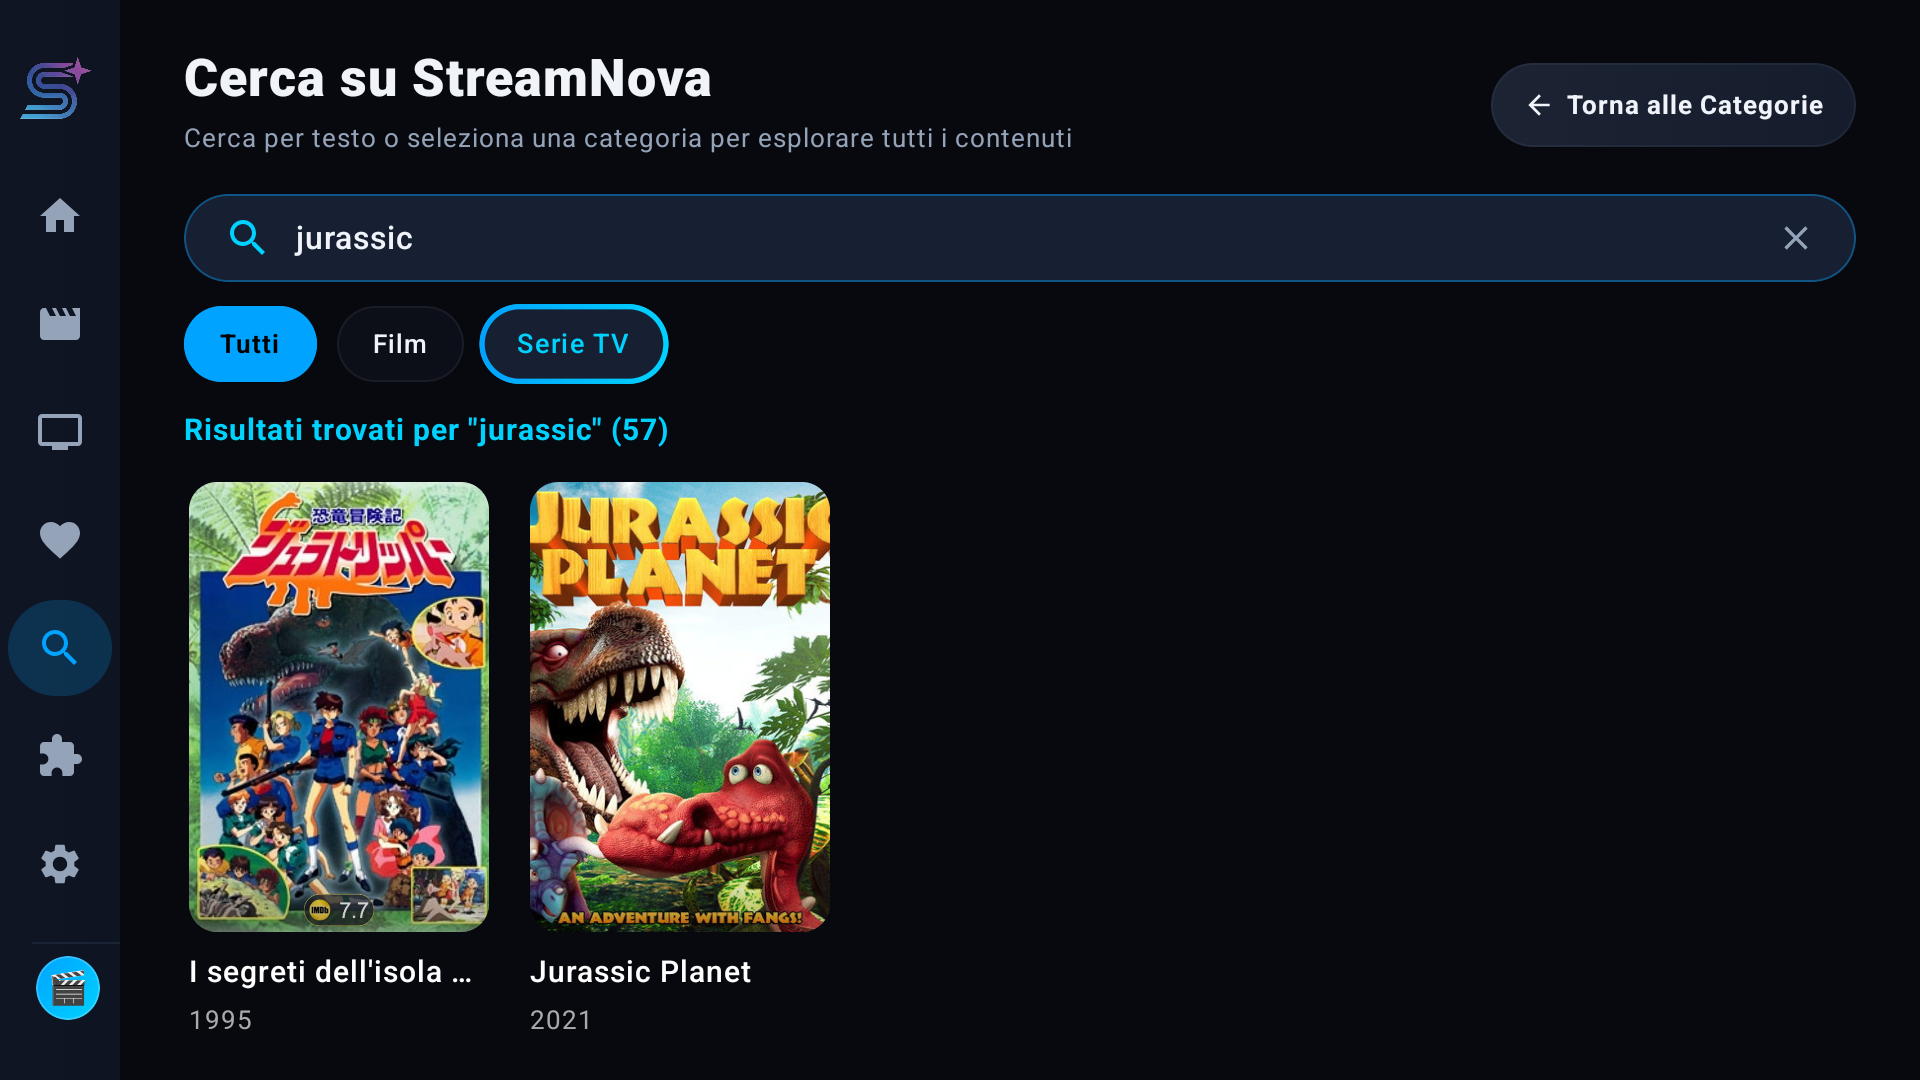 Cerca su StreamNova
Cerca per testo o seleziona una categoria per esplorare tutti i contenuti
Torna alle Categorie
jurassic
Tutti
Film
Serie TV
Risultati trovati per "jurassic" (57)
恐竜冒険記
ジュラトリッパー
IMDb 7.7
JURASSIC
PLANET
AN ADVENTURE WITH FANGS!
I segreti dell'isola ...
1995
Jurassic Planet
2021